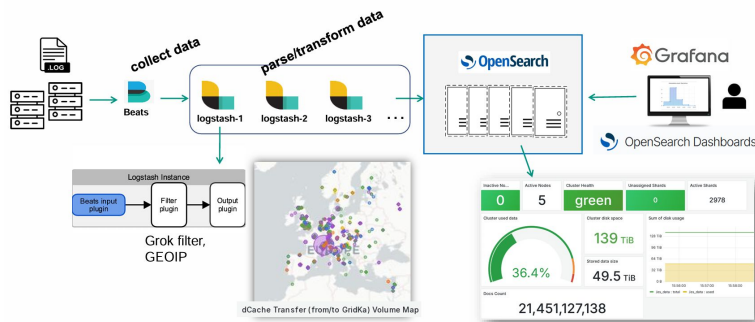 collect data
parse/transform data
.LOG
Beats
logstash-1
logstash-2
logstash-3
...
OpenSearch
Grafana
OpenSearch Dashboards
Logstash Instance
Beats input
plugin
Filter
plugin
Output
plugin
Grok filter,
GEOIP
EUROPE
dCache Transfer (from/to GridKa) Volume Map
Inactive No...
Active Nodes
Cluster Health
Unassigned Shards
Active Shards
0
5
green
0
2978
Cluster used data
Cluster disk space
Sum of disk usage
139 TiB
Stored data size
49.5 TiB
36.4%
Docs Count
21,451,127,138